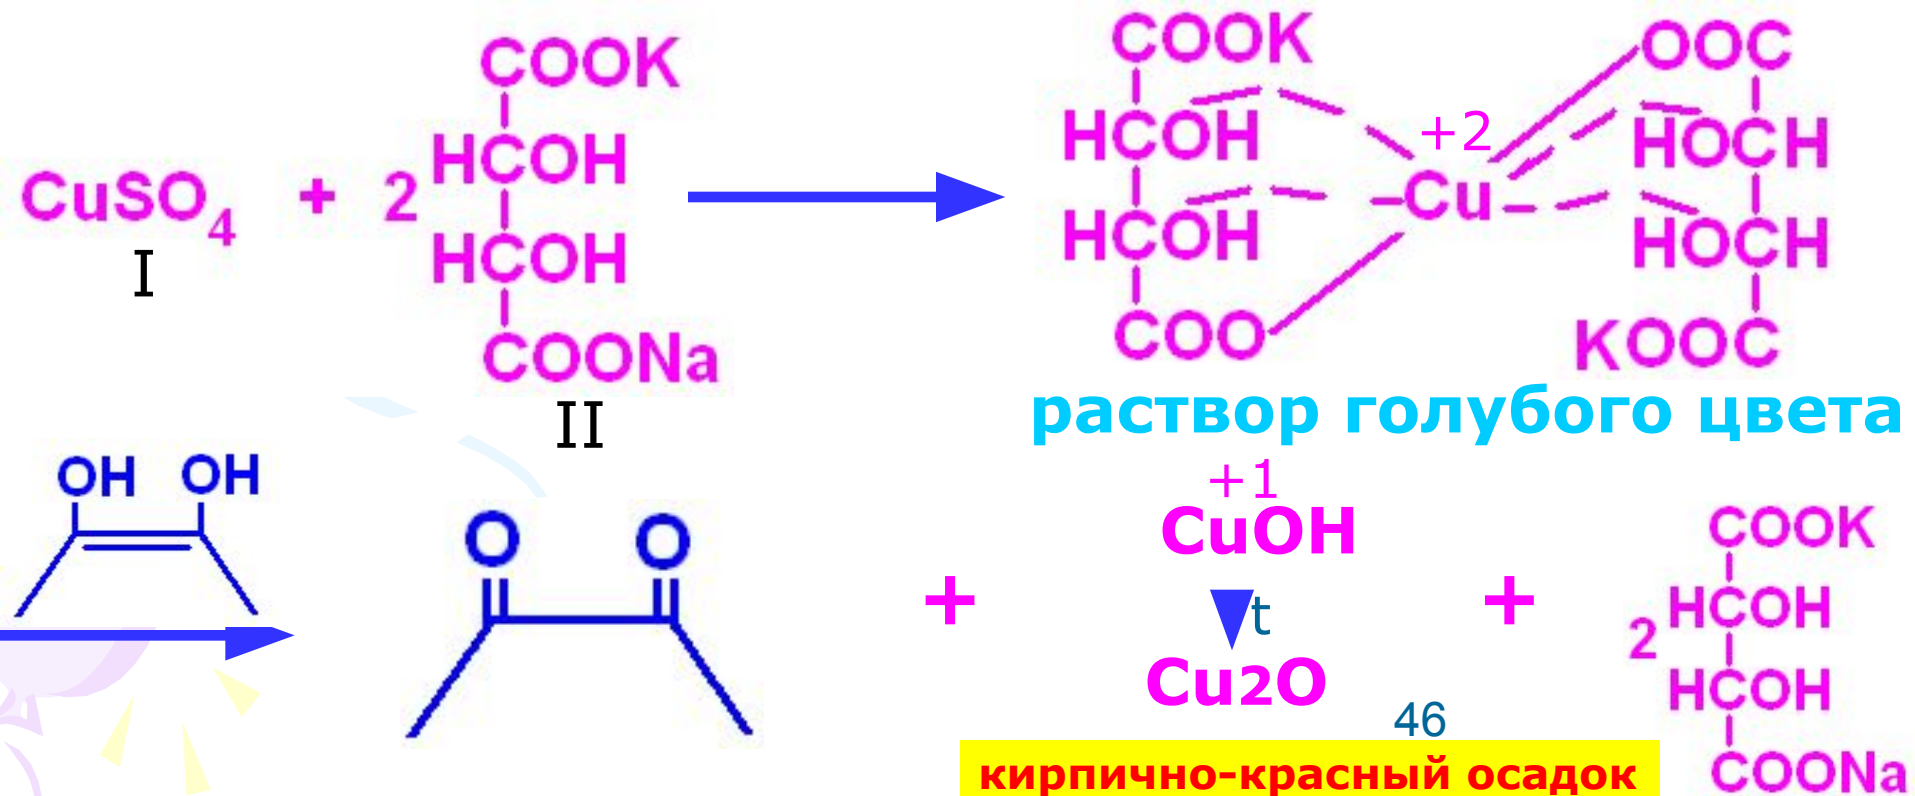 CuSO4 + 2
I
COOK
HCOH
HCOH
COONa
II
COOK
HCOH
HCOH
COO
+2
Cu
OOC
HOCH
HOCH
KOOC
раствор голубого цвета
OH OH
O O
+
+1
CuOH
t
Cu2O
+
2
COOK
HCOH
HCOH
COONa
46
кирпично-красный осадок